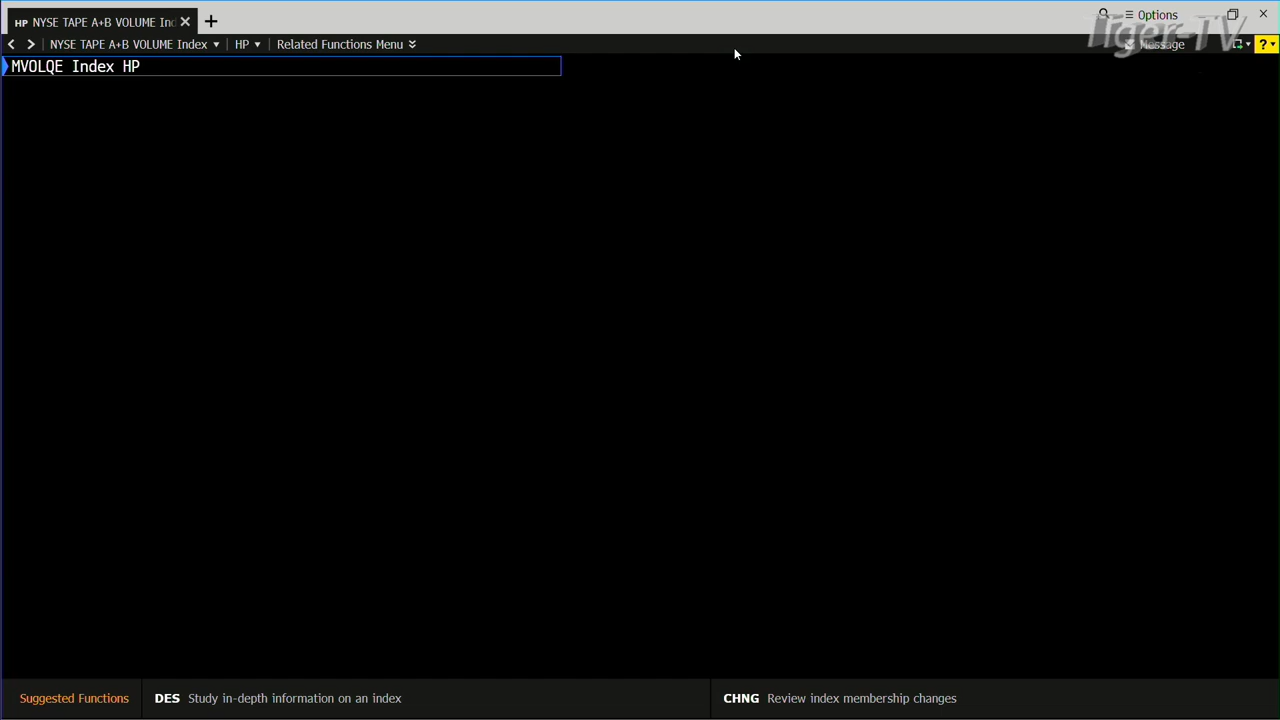 HP NYSE TAPE A+B VOLUME Ind
Options
NYSE TAPE A+B VOLUME Index
HP
Related Functions Menu
Message
?
Tiger-TV
MVOLQE Index HP
Suggested Functions
DES Study in-depth information on an index
CHNG Review index membership changes